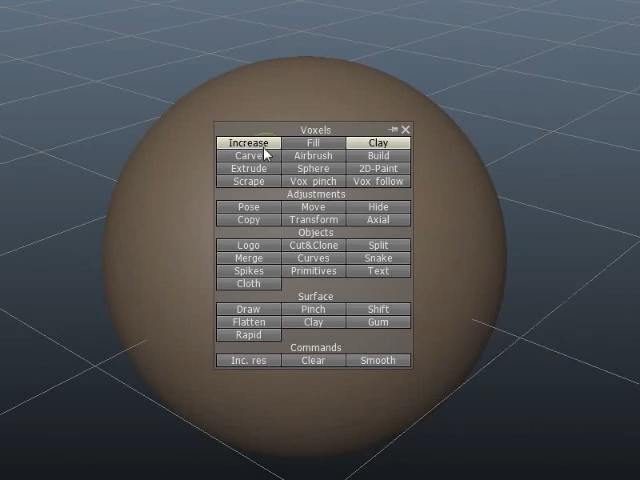 Voxels
Increase Fill Clay
Carve Airbrush Build
Extrude Sphere 2D-Paint
Scrape Vox pinch Vox follow
Adjustments
Pose Move Hide
Copy Transform Axial
Objects
Logo Cut&Clone Split
Merge Curves Snake
Spikes Primitives Text
Cloth
Surface
Draw Pinch Shift
Flatten Clay Gum
Rapid
Commands
Inc. res Clear Smooth